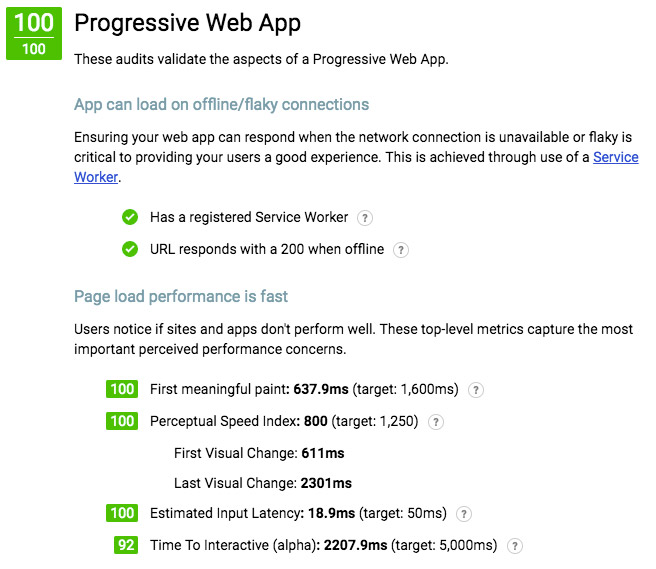 100
100
Progressive Web App
These audits validate the aspects of a Progressive Web App.
App can load on offline/flaky connections
Ensuring your web app can respond when the network connection is unavailable or flaky is
critical to providing your users a good experience. This is achieved through use of a Service
Worker.
Has a registered Service Worker ?
URL responds with a 200 when offline ?
Page load performance is fast
Users notice if sites and apps don't perform well. These top-level metrics capture the most
important perceived performance concerns.
100 First meaningful paint: 637.9ms (target: 1,600ms) ?
100 Perceptual Speed Index: 800 (target: 1,250) ?
First Visual Change: 611ms
Last Visual Change: 2301ms
100 Estimated Input Latency: 18.9ms (target: 50ms) ?
92 Time To Interactive (alpha): 2207.9ms (target: 5,000ms) ?